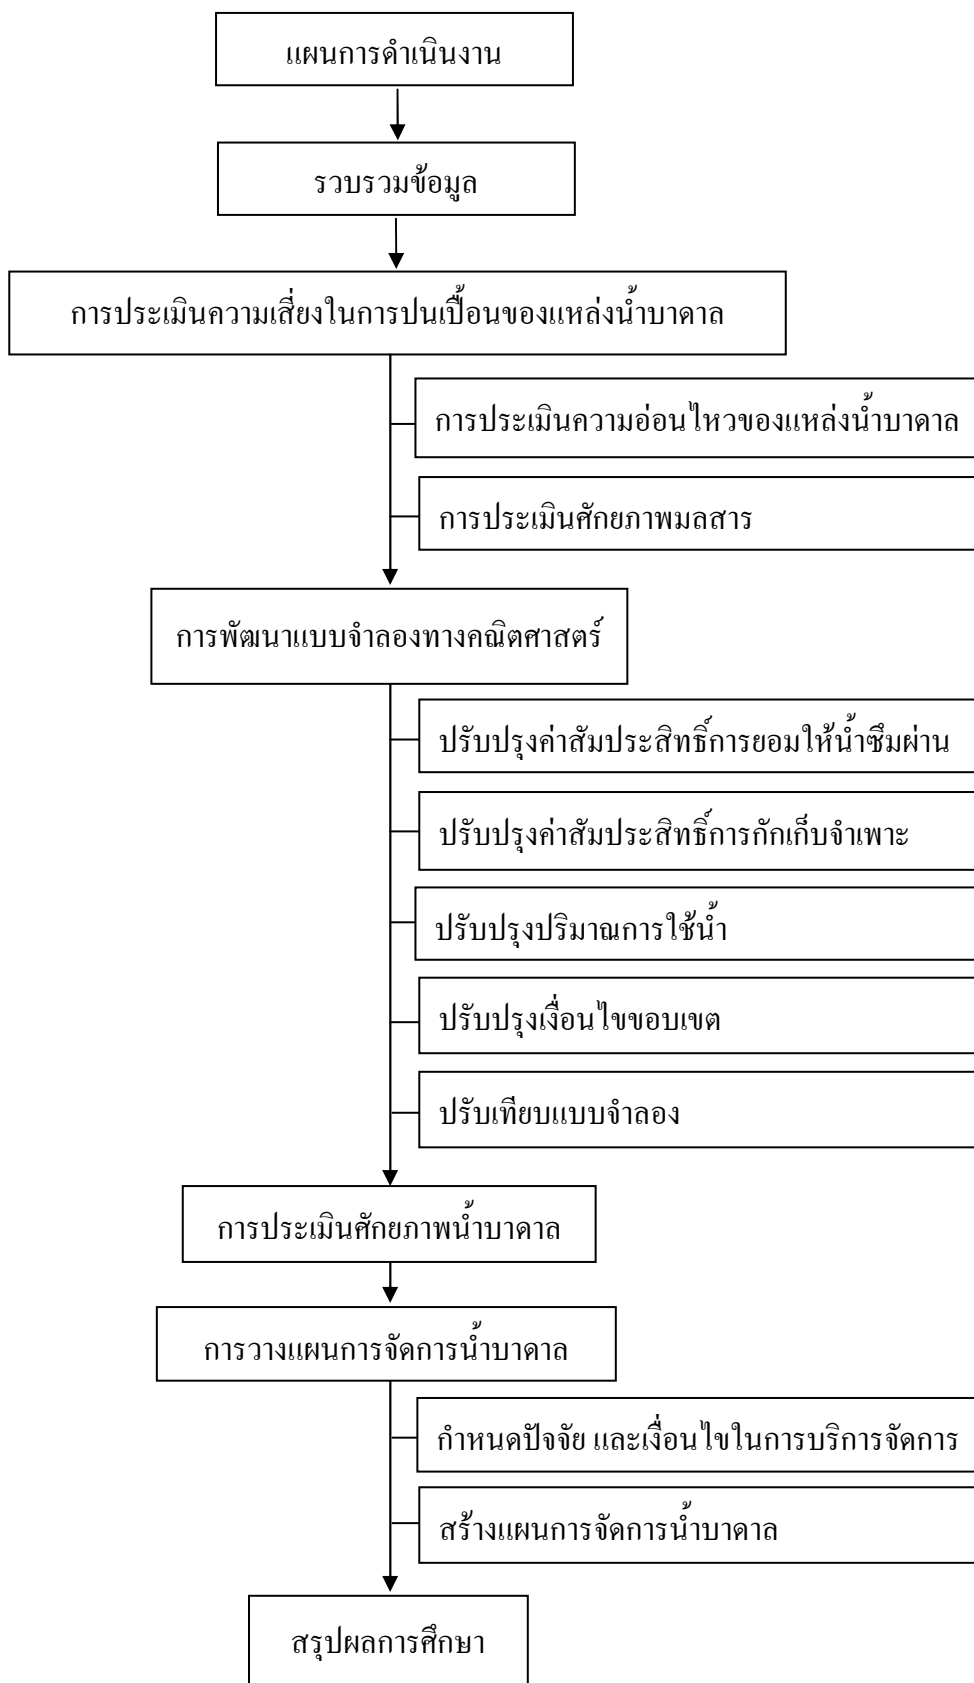 แผนการดำเนินงาน
รวบรวมข้อมูล
การประเมินความเสี่ยงในการปนเปื้อนของแหล่งน้ำบาดาล
การประเมินความอ่อนไหวของแหล่งน้ำบาดาล
การประเมินศักยภาพมลสาร
การพัฒนาแบบจำลองทางคณิตศาสตร์
ปรับปรุงค่าสัมประสิทธิ์การยอมให้น้ำซึมผ่าน
ปรับปรุงค่าสัมประสิทธิ์การกักเก็บจำเพาะ
ปรับปรุงปริมาณการใช้น้ำ
ปรับปรุงเงื่อนไขขอบเขต
ปรับเทียบแบบจำลอง
การประเมินศักยภาพน้ำบาดาล
การวางแผนการจัดการน้ำบาดาล
กำหนดปัจจัย และเงื่อนไขในการบริการจัดการ
สร้างแผนการจัดการน้ำบาดาล
สรุปผลการศึกษา